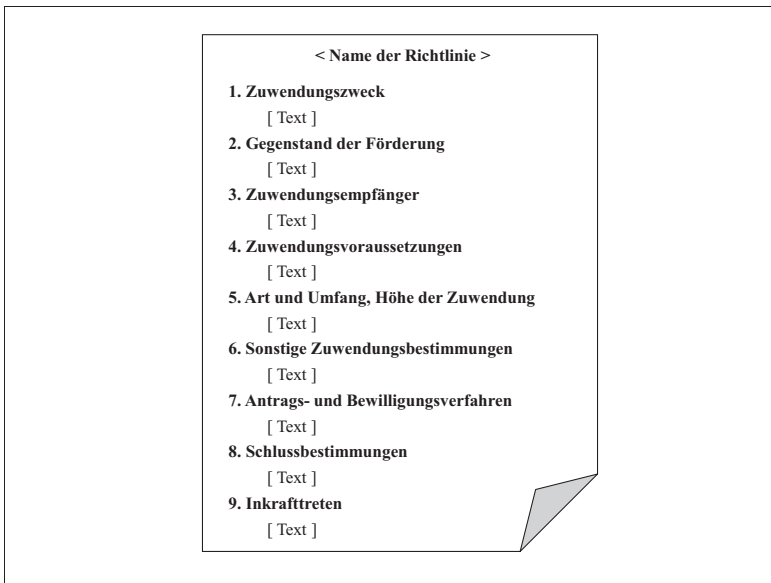 < Name der Richtlinie >
1. Zuwendungszweck
[ Text ]
2. Gegenstand der Förderung
[ Text ]
3. Zuwendungsempfänger
[ Text ]
4. Zuwendungsvoraussetzungen
[ Text ]
5. Art und Umfang, Höhe der Zuwendung
[ Text ]
6. Sonstige Zuwendungsbestimmungen
[ Text ]
7. Antrags- und Bewilligungsverfahren
[ Text ]
8. Schlussbestimmungen
[ Text ]
9. Inkrafttreten
[ Text ]